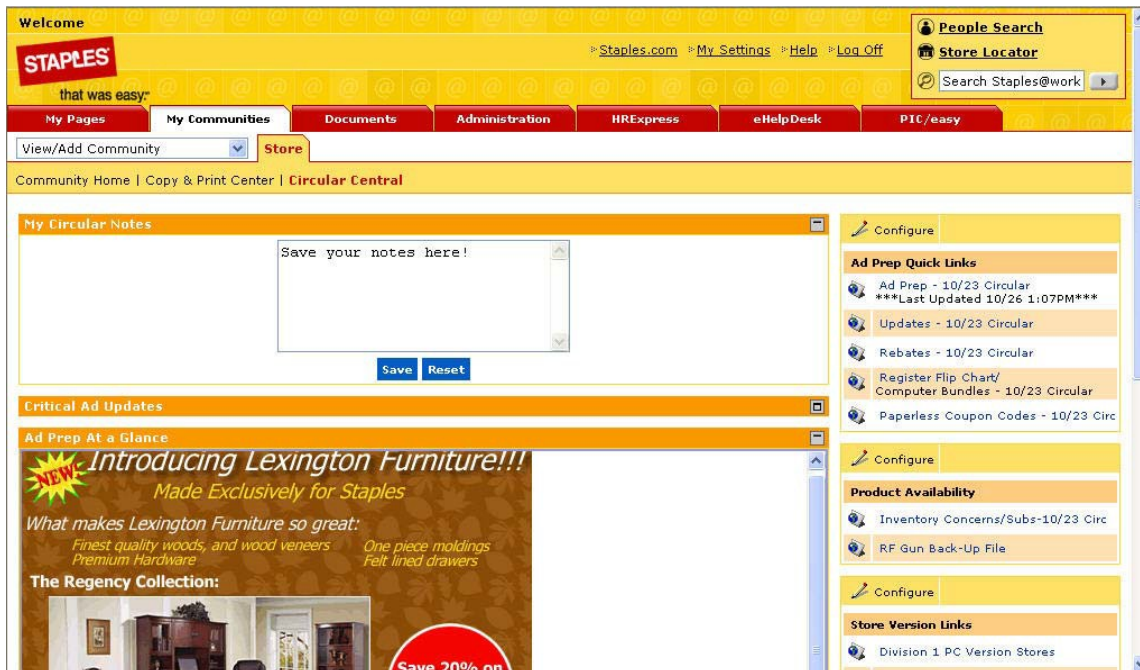 Welcome
STAPLES
that was easy.
Staples.com My Settings Help Log Off
People Search
Store Locator
Search Staples@work
My Pages My Communities Documents Administration HRExpress eHelpDesk PIC/easy
View/Add Community Store
Community Home | Copy & Print Center | Circular Central
My Circular Notes
Save your notes here!
Save Reset
Critical Ad Updates
Ad Prep At a Glance
NEW! Introducing Lexington Furniture!!!
Made Exclusively for Staples
What makes Lexington Furniture so great:
Finest quality woods, and wood veneers One piece moldings
Premium Hardware Felt lined drawers
The Regency Collection:
Save 20% on
Configure
Ad Prep Quick Links
Ad Prep - 10/23 Circular
***Last Updated 10/26 1:07PM***
Updates - 10/23 Circular
Rebates - 10/23 Circular
Register Flip Chart/
Computer Bundles - 10/23 Circular
Paperless Coupon Codes - 10/23 Circ
Configure
Product Availability
Inventory Concerns/Subs-10/23 Circ
RF Gun Back-Up File
Configure
Store Version Links
Division 1 PC Version Stores